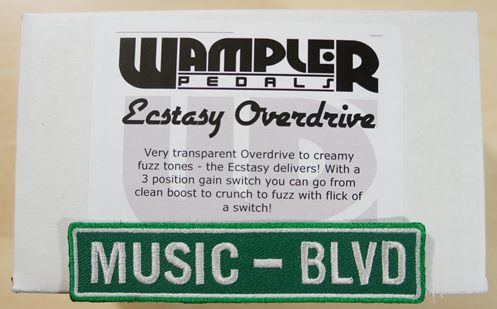 WAMPLER
PEDALS
Ecstasy Overdrive
Very transparent Overdrive to creamy
fuzz tones - the Ecstasy delivers! With a
3 position gain switch you can go from
clean boost to crunch to fuzz with flick of
a switch!
MUSIC - BLVD